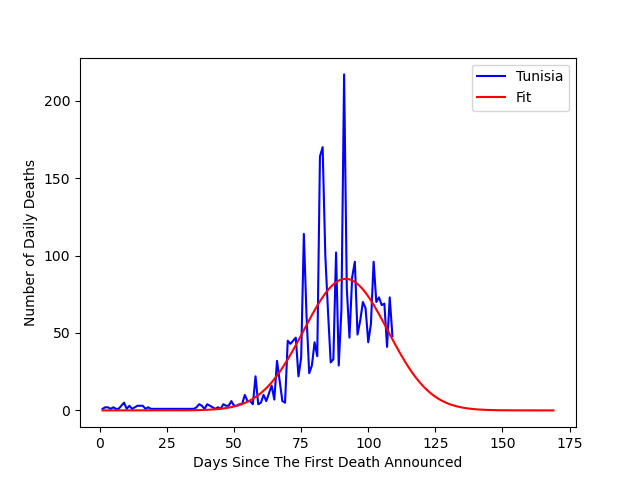 Tunisia
Fit
200
150
100
50
0
Number of Daily Deaths
0 25 50 75 100 125 150 175
Days Since The First Death Announced